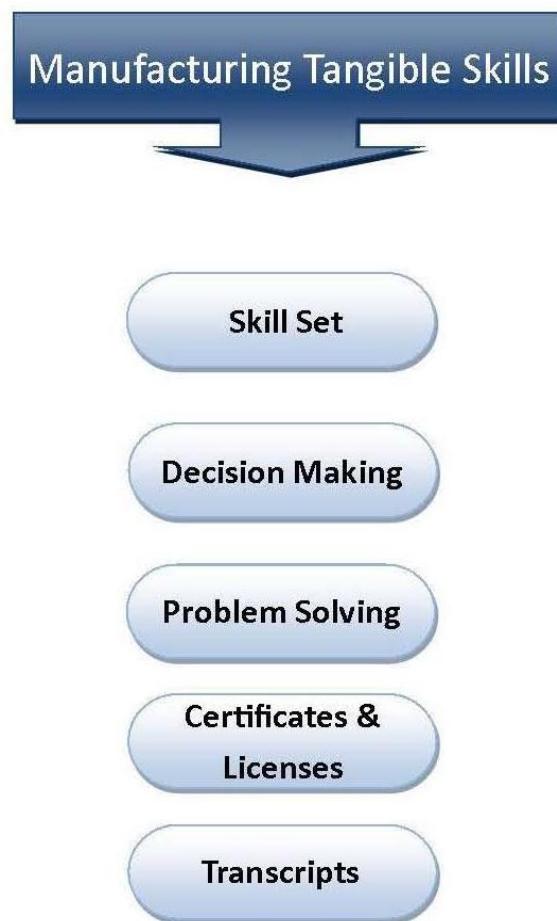 Manufacturing Tangible Skills
Skill Set
Decision Making
Problem Solving
Certificates &
Licenses
Transcripts